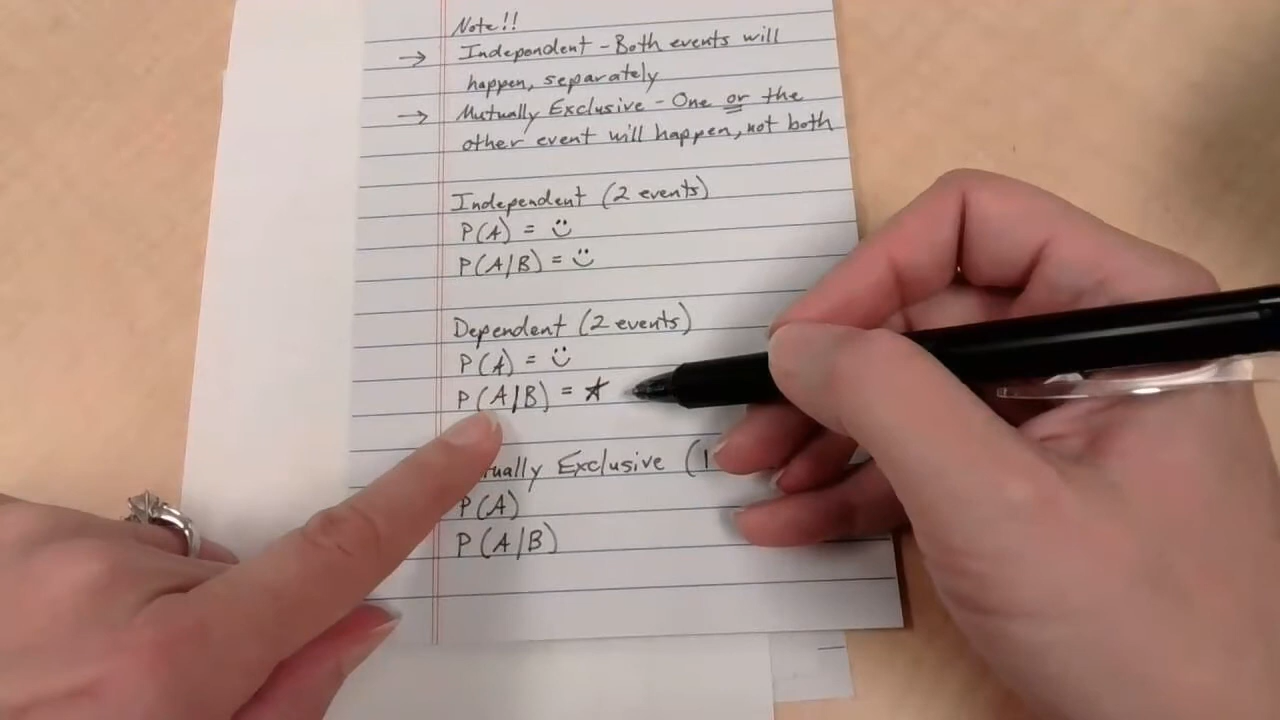 Note!!
→ Independent - Both events will
happen, separately
→ Mutually Exclusive - One or the
other event will happen, not both
Independent (2 events)
P(A) = ☺
P(A|B) = ☺
Dependent (2 events)
P(A) = ☺
P(A|B) = ☆
Exclusive (1
P(A)
P(A|B)